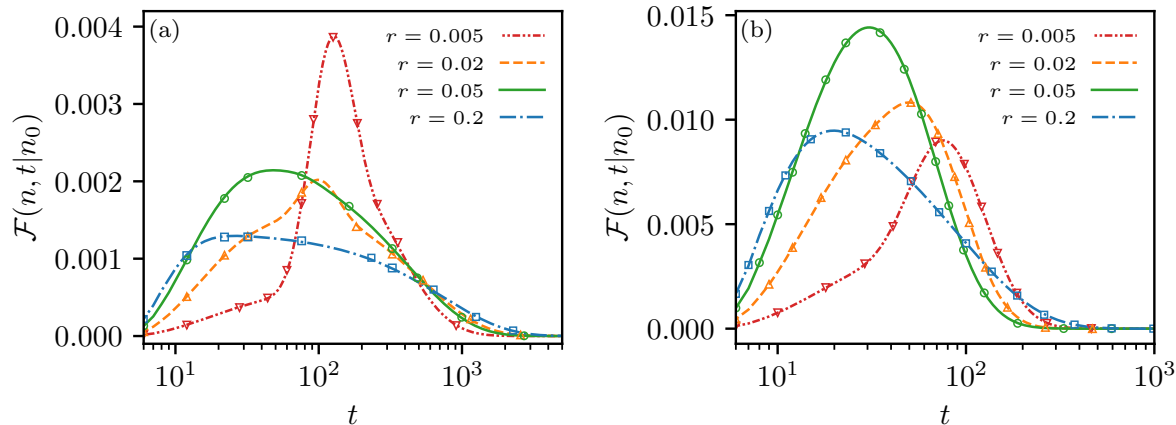 (a)
r = 0.005
r = 0.02
r = 0.05
r = 0.2
0.004
0.003
0.002
0.001
0.000
10¹
10²
10³
t
ℱ(n, t|n₀)
(b)
r = 0.005
r = 0.02
r = 0.05
r = 0.2
0.015
0.010
0.005
0.000
10¹
10²
10³
t
ℱ(n, t|n₀)